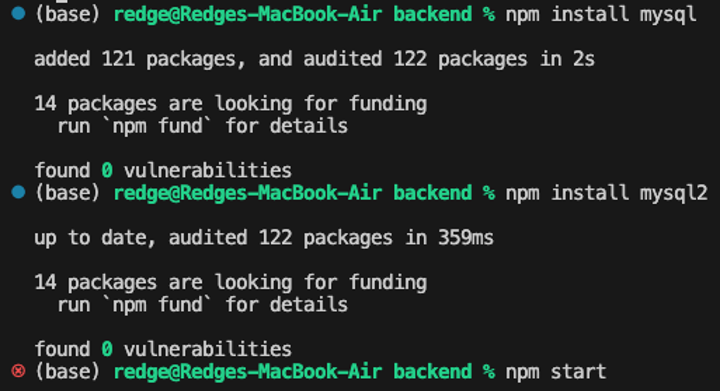 (base) redge@Redges-MacBook-Air backend % npm install mysql
added 121 packages, and audited 122 packages in 2s
14 packages are looking for funding
run `npm fund` for details
found 0 vulnerabilities
(base) redge@Redges-MacBook-Air backend % npm install mysql2
up to date, audited 122 packages in 359ms
14 packages are looking for funding
run `npm fund` for details
found 0 vulnerabilities
(base) redge@Redges-MacBook-Air backend % npm start